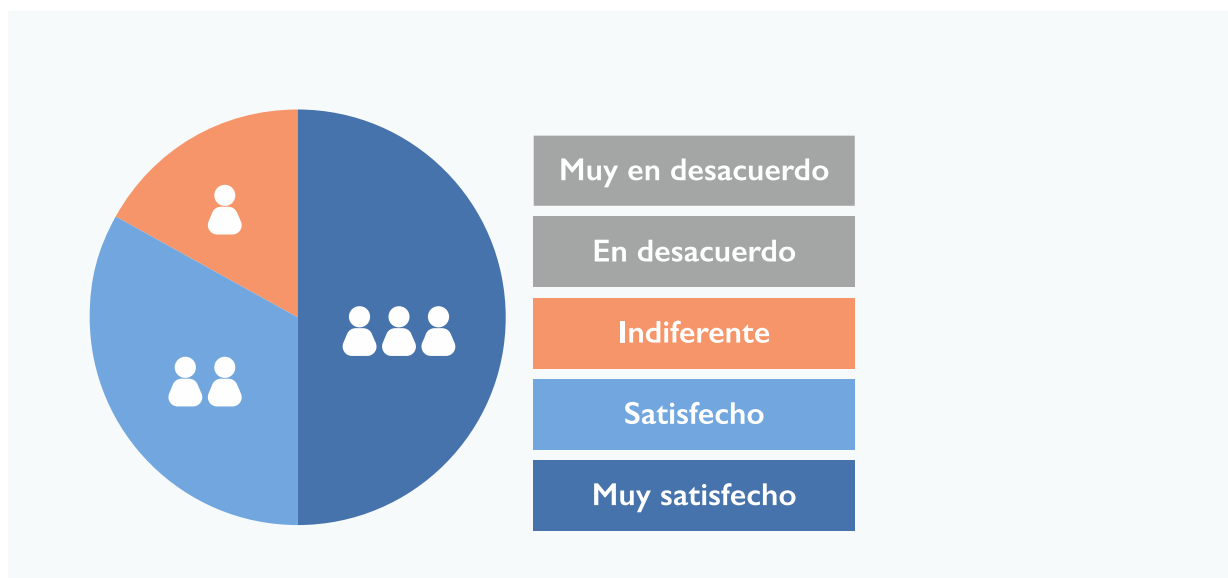 Muy en desacuerdo
En desacuerdo
Indiferente
Satisfecho
Muy satisfecho